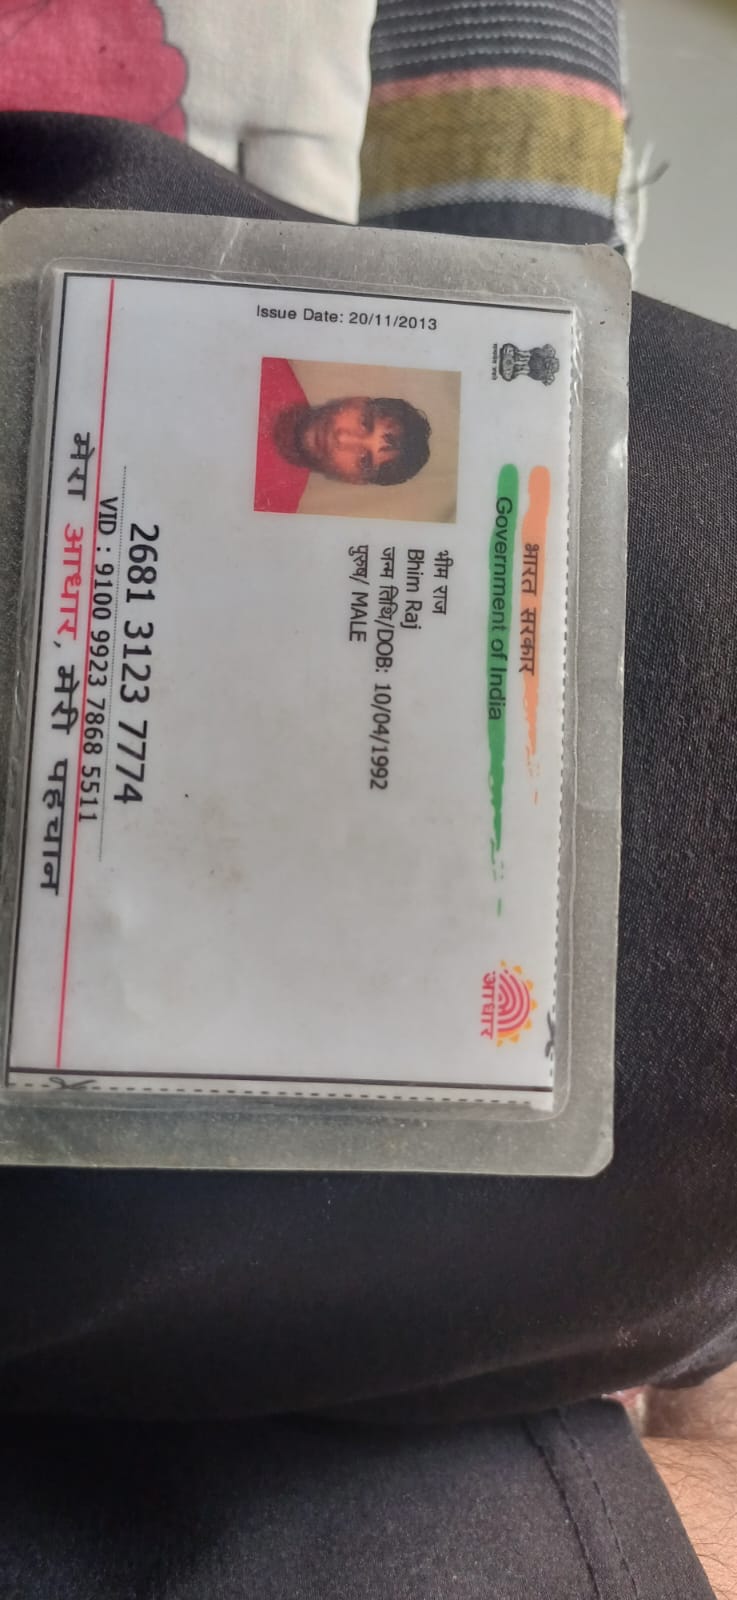 भारत सरकार
Government of India
Issue Date: 20/11/2013
भीम राज
Bhim Raj
जन्म तिथि/DOB: 10/04/1992
पुरुष/ MALE
2681 3123 7774
VID : 9100 9923 7868 5511
मेरा आधार, मेरी पहचान
आधार